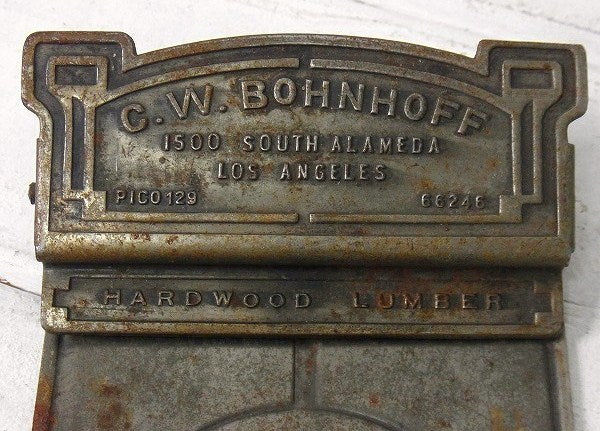 C. W. BOHNHOFF
1500 SOUTH ALAMEDA
LOS ANGELES
PICO 129 66246
HARDWOOD LUMBER